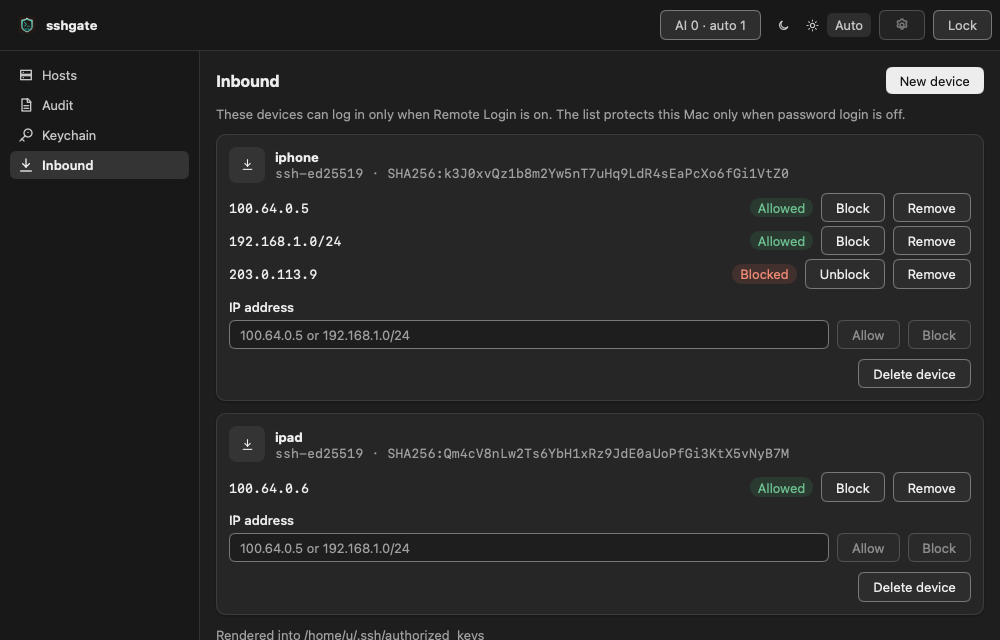 sshgate
AI 0 · auto 1
Auto
Lock
Hosts
Audit
Keychain
Inbound
Inbound
New device
These devices can log in only when Remote Login is on. The list protects this Mac only when password login is off.
iphone
ssh-ed25519 · SHA256:k3J0xvQz1b8m2Yw5nT7uHq9LdR4sEaPcXo6fGi1VtZ0
100.64.0.5 Allowed Block Remove
192.168.1.0/24 Allowed Block Remove
203.0.113.9 Blocked Unblock Remove
IP address
100.64.0.5 or 192.168.1.0/24 Allow Block
Delete device
ipad
ssh-ed25519 · SHA256:Qm4cV8nLw2Ts6YbH1xRz9JdE0aUoPfGi3KtX5vNyB7M
100.64.0.6 Allowed Block Remove
IP address
100.64.0.5 or 192.168.1.0/24 Allow Block
Delete device
Rendered into /home/u/.ssh/authorized_keys